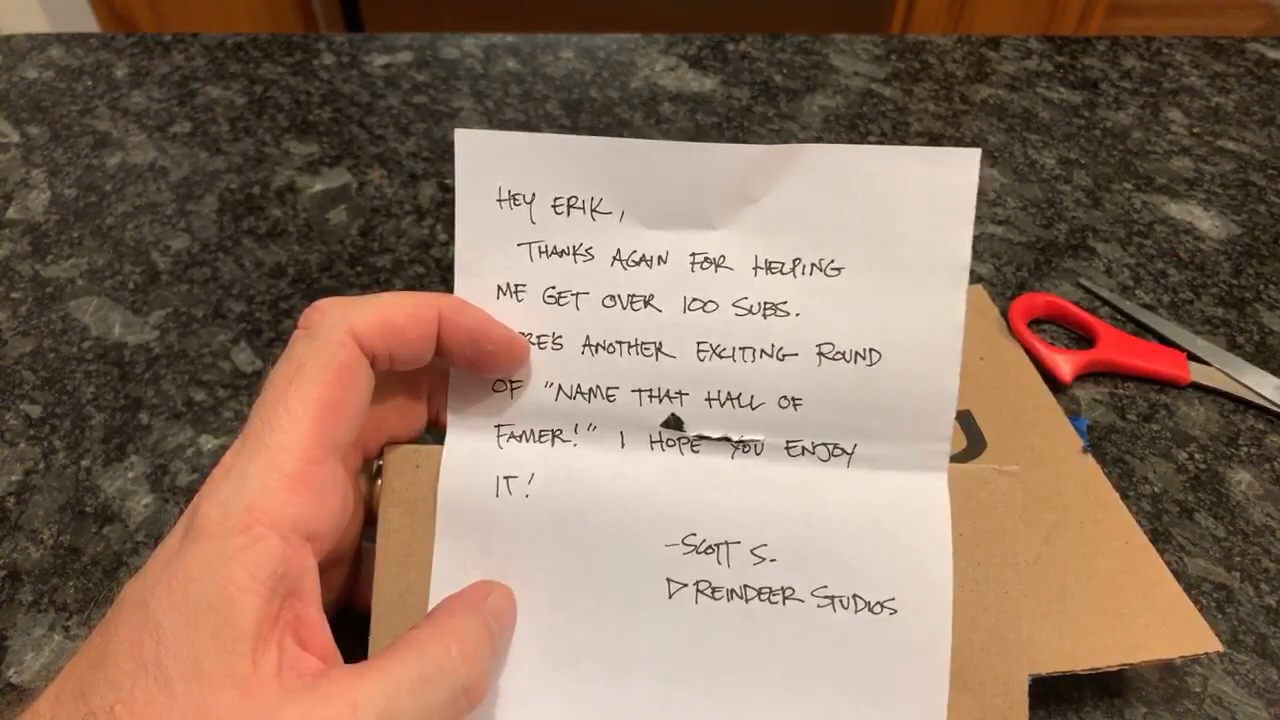 HEY ERIK,
THANKS AGAIN FOR HELPING
ME GET OVER 100 SUBS.
ANOTHER EXCITING ROUND
OF "NAME THAT HALL OF
FAMER!" I HOPE YOU ENJOY
IT!
-SCOTT S.
▷ REINDEER STUDIOS